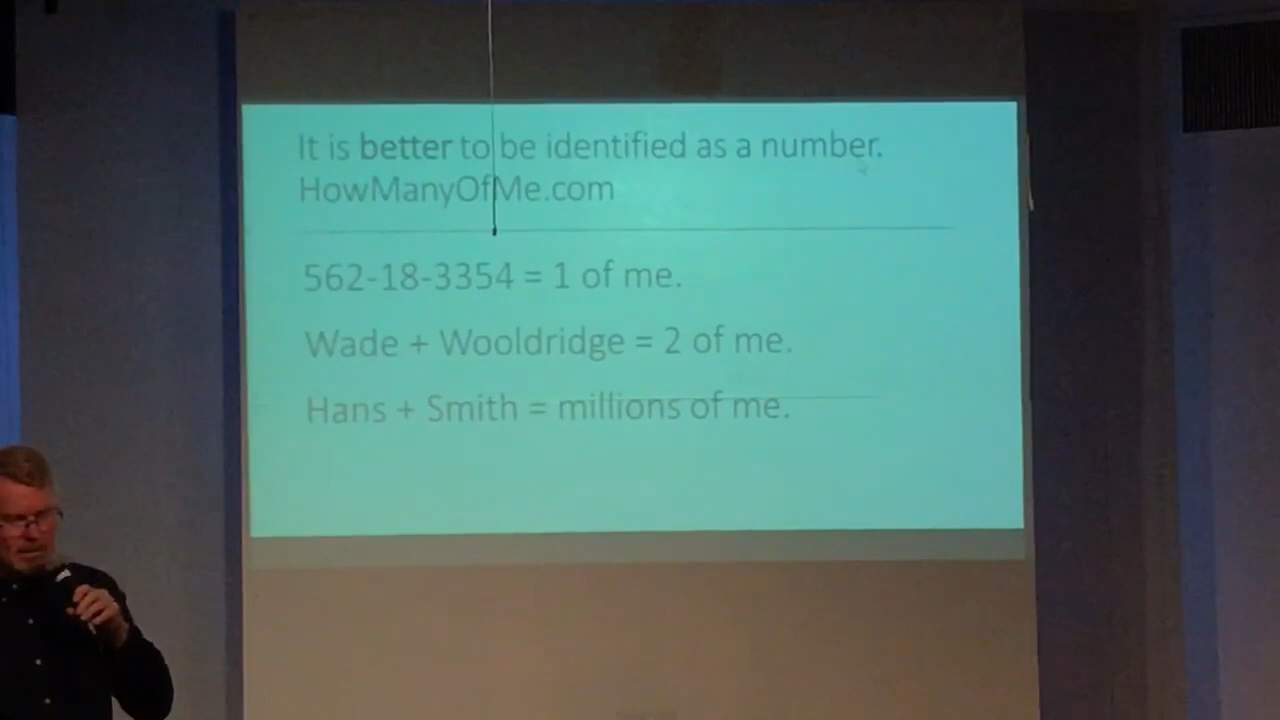 It is better to be identified as a number.
HowManyOfMe.com
562-18-3354 = 1 of me.
Wade + Wooldridge = 2 of me.
Hans + Smith = millions of me.